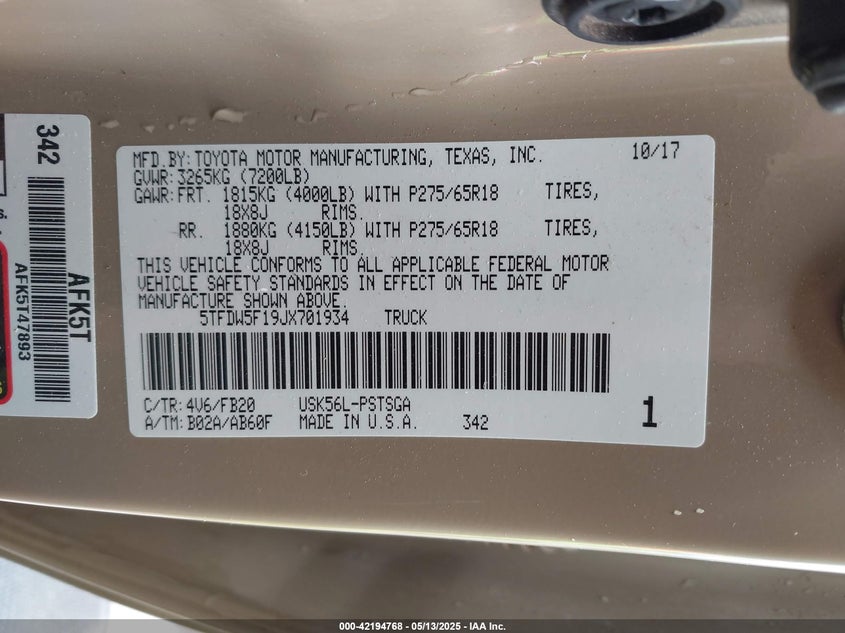 MFD.BY:TOYOTA MOTOR MANUFACTURING, TEXAS, INC. 10/17
GVWR:3265KG (7200LB)
GAWR:FRT. 1815KG (4000LB) WITH P275/65R18 TIRES,
18X8J RIMS.
RR. 1880KG (4150LB) WITH P275/65R18 TIRES,
18X8J RIMS.
THIS VEHICLE CONFORMS TO ALL APPLICABLE FEDERAL MOTOR
VEHICLE SAFETY STANDARDS IN EFFECT ON THE DATE OF
MANUFACTURE SHOWN ABOVE.
5TFDW5F19JX701934 TRUCK
C/TR:4V6/FB20 USK56L-PSTSGA
A/TM:B02A/AB60F MADE IN U.S.A. 342
1
342
AFK5T
AFK5T47893
000-42194768 - 05/13/2025 - IAA Inc.